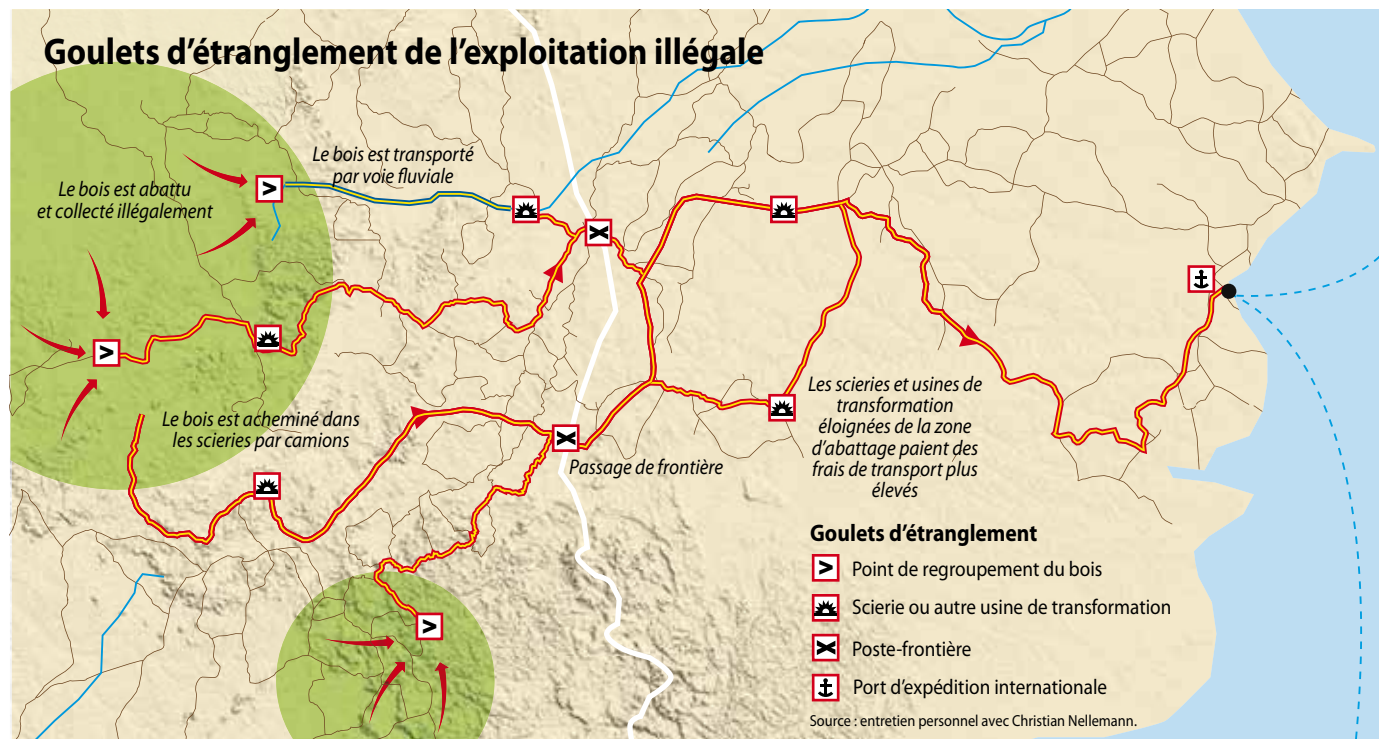 Goulets d'étranglement de l'exploitation illégale
Le bois est transporté
par voie fluviale
Le bois est abattu
et collecté illégalement
Le bois est acheminé dans
les scieries par camions
Passage de frontière
Les scieries et usines de
transformation
éloignées de la zone
d'abattage paient des
frais de transport plus
élevés
Goulets d'étranglement
Point de regroupement du bois
Scierie ou autre usine de transformation
Poste-frontière
Port d'expédition internationale
Source : entretien personnel avec Christian Nellemann.